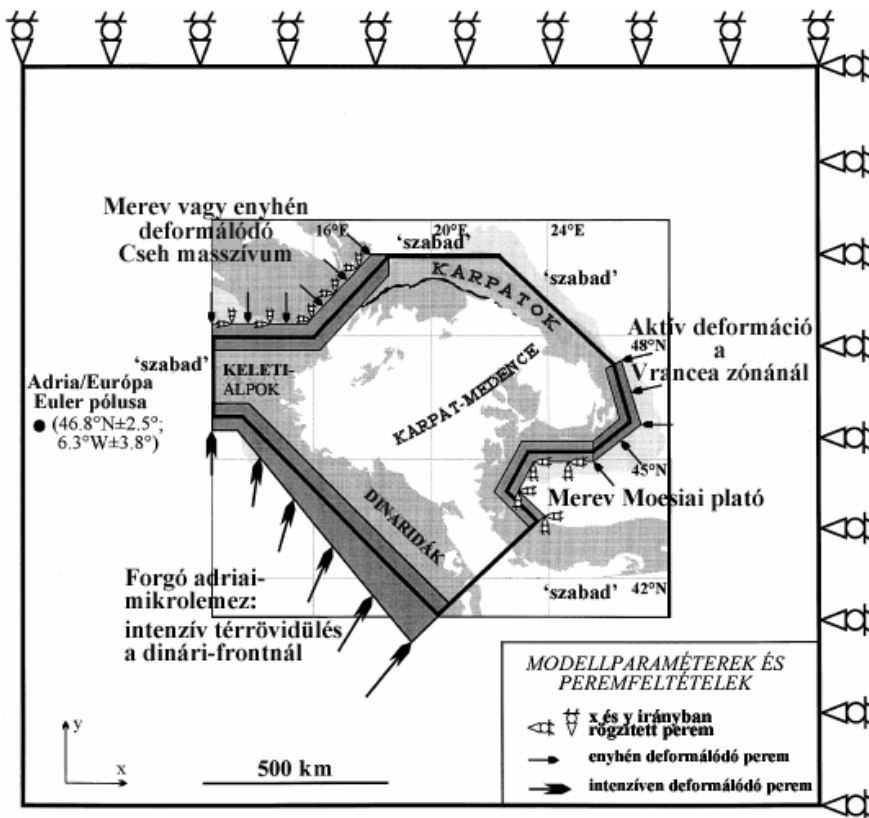 Merev vagy enyhén
deformálódó
Cseh masszívum
16°E
20°E
24°E
'szabad'
'szabad'
KÁRPÁTOK
Aktív deformáció
48°N
a
Vrancea zónánál
'szabad'
KELETI-
ALPOK
Adria/Európa
Euler pólusa
(46.8°N±2.5°;
6.3°W±3.8°)
KÁRPÁT-MEDENCE
45°N
Merev Moesiai plató
DINARIDÁK
Forgó adriai-
mikrolemez:
intenzív térrövidülés
a dinári-frontnál
'szabad'
42°N
MODELLPARAMÉTEREK ÉS
PEREMFELTÉTELEK
x és y irányban
rögzített perem
enyhén deformálódó perem
intenzíven deformálódó perem
y
x
500 km